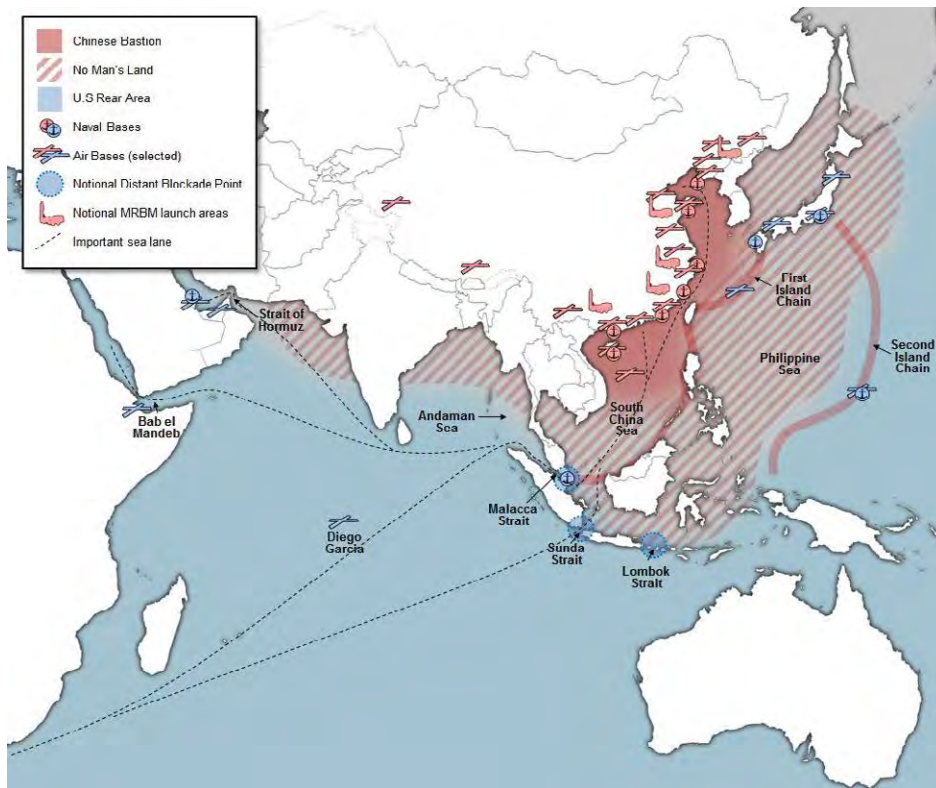 Chinese Bastion
No Man's Land
U.S Rear Area
Naval Bases
Air Bases (selected)
Notional Distant Blockade Point
Notional MRBM launch areas
Important sea lane
Strait of
Hormuz
First
Island
Chain
Second
Island
Chain
Philippine
Sea
Bab el
Mandeb
Andaman
Sea
South
China
Sea
Malacca
Strait
Diego
Garcia
Sunda
Strait
Lombok
Strait